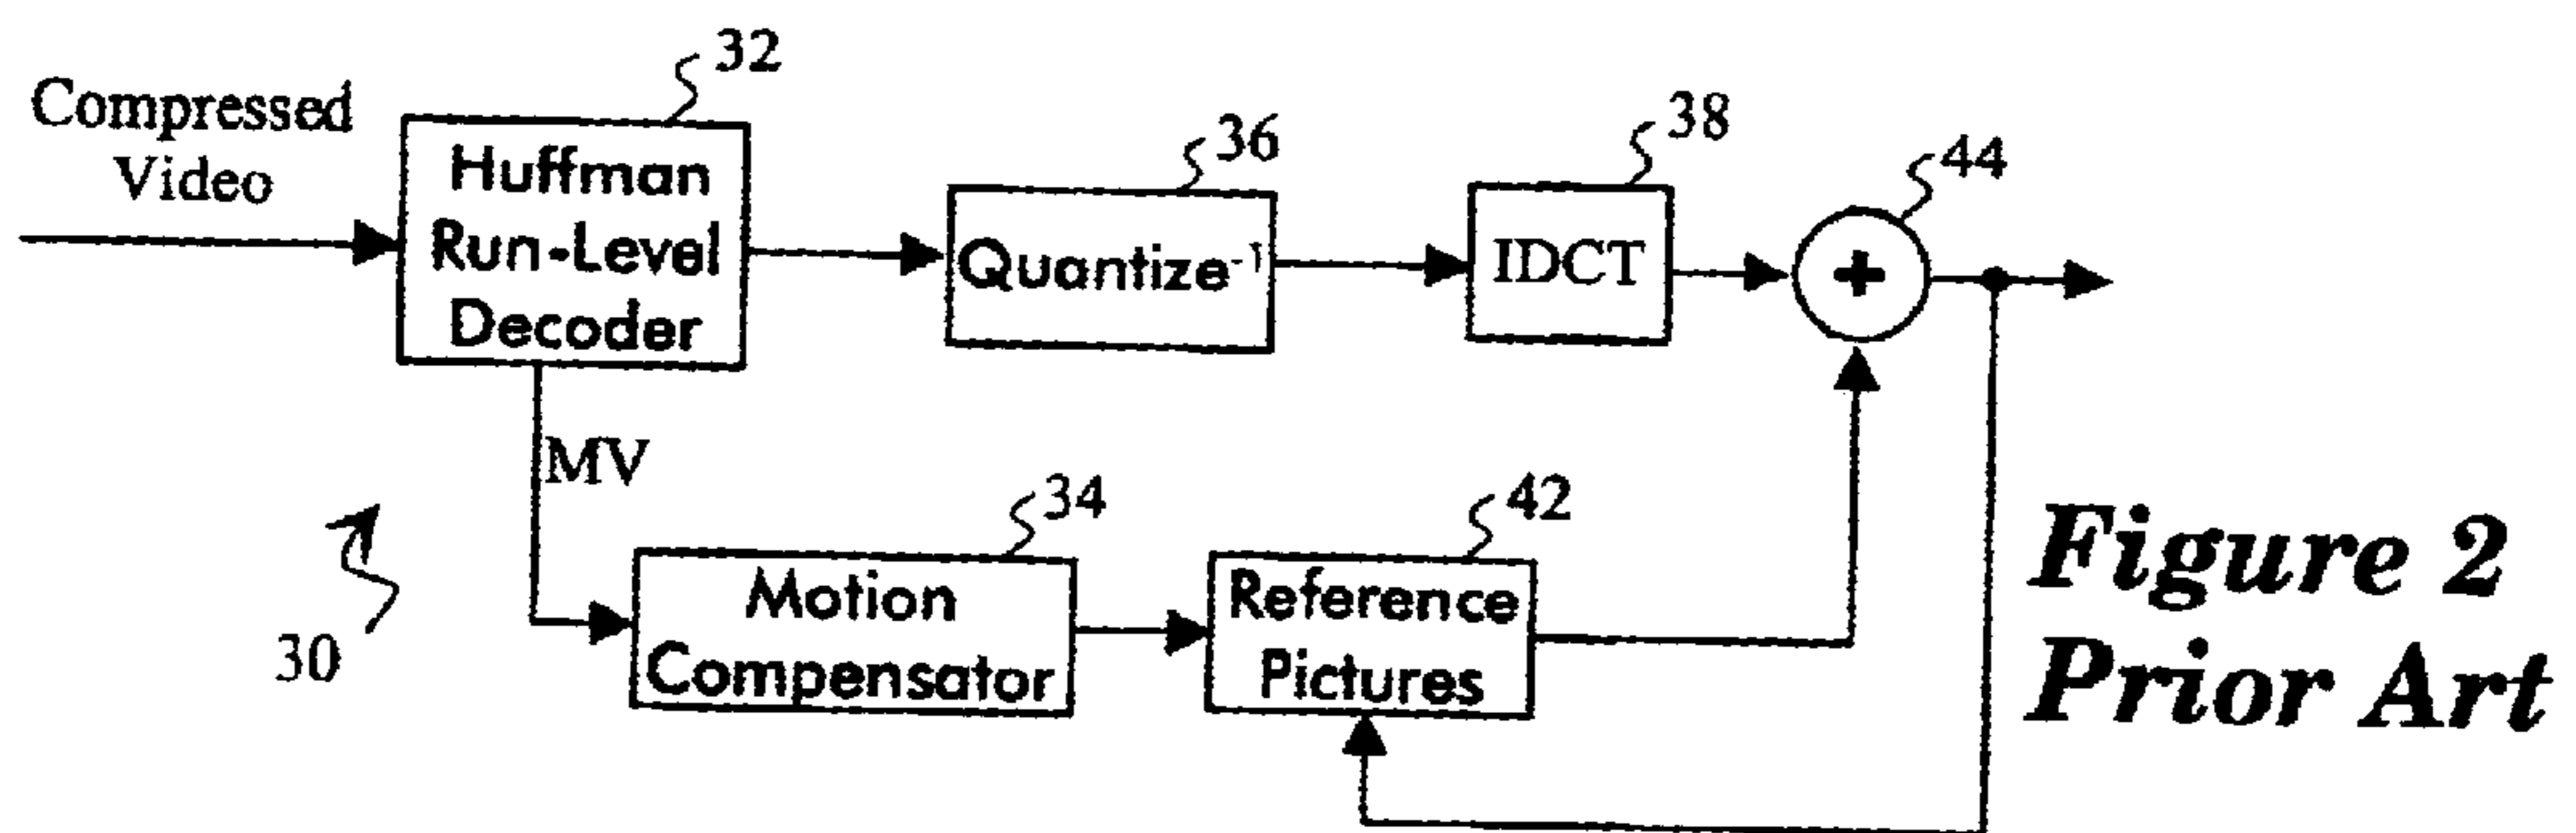 32
Compressed
Video
Huffman
Run-Level
Decoder
36
Quantize⁻¹
38
IDCT
44
+
MV
30
34
Motion
Compensator
42
Reference
Pictures
Figure 2
Prior Art